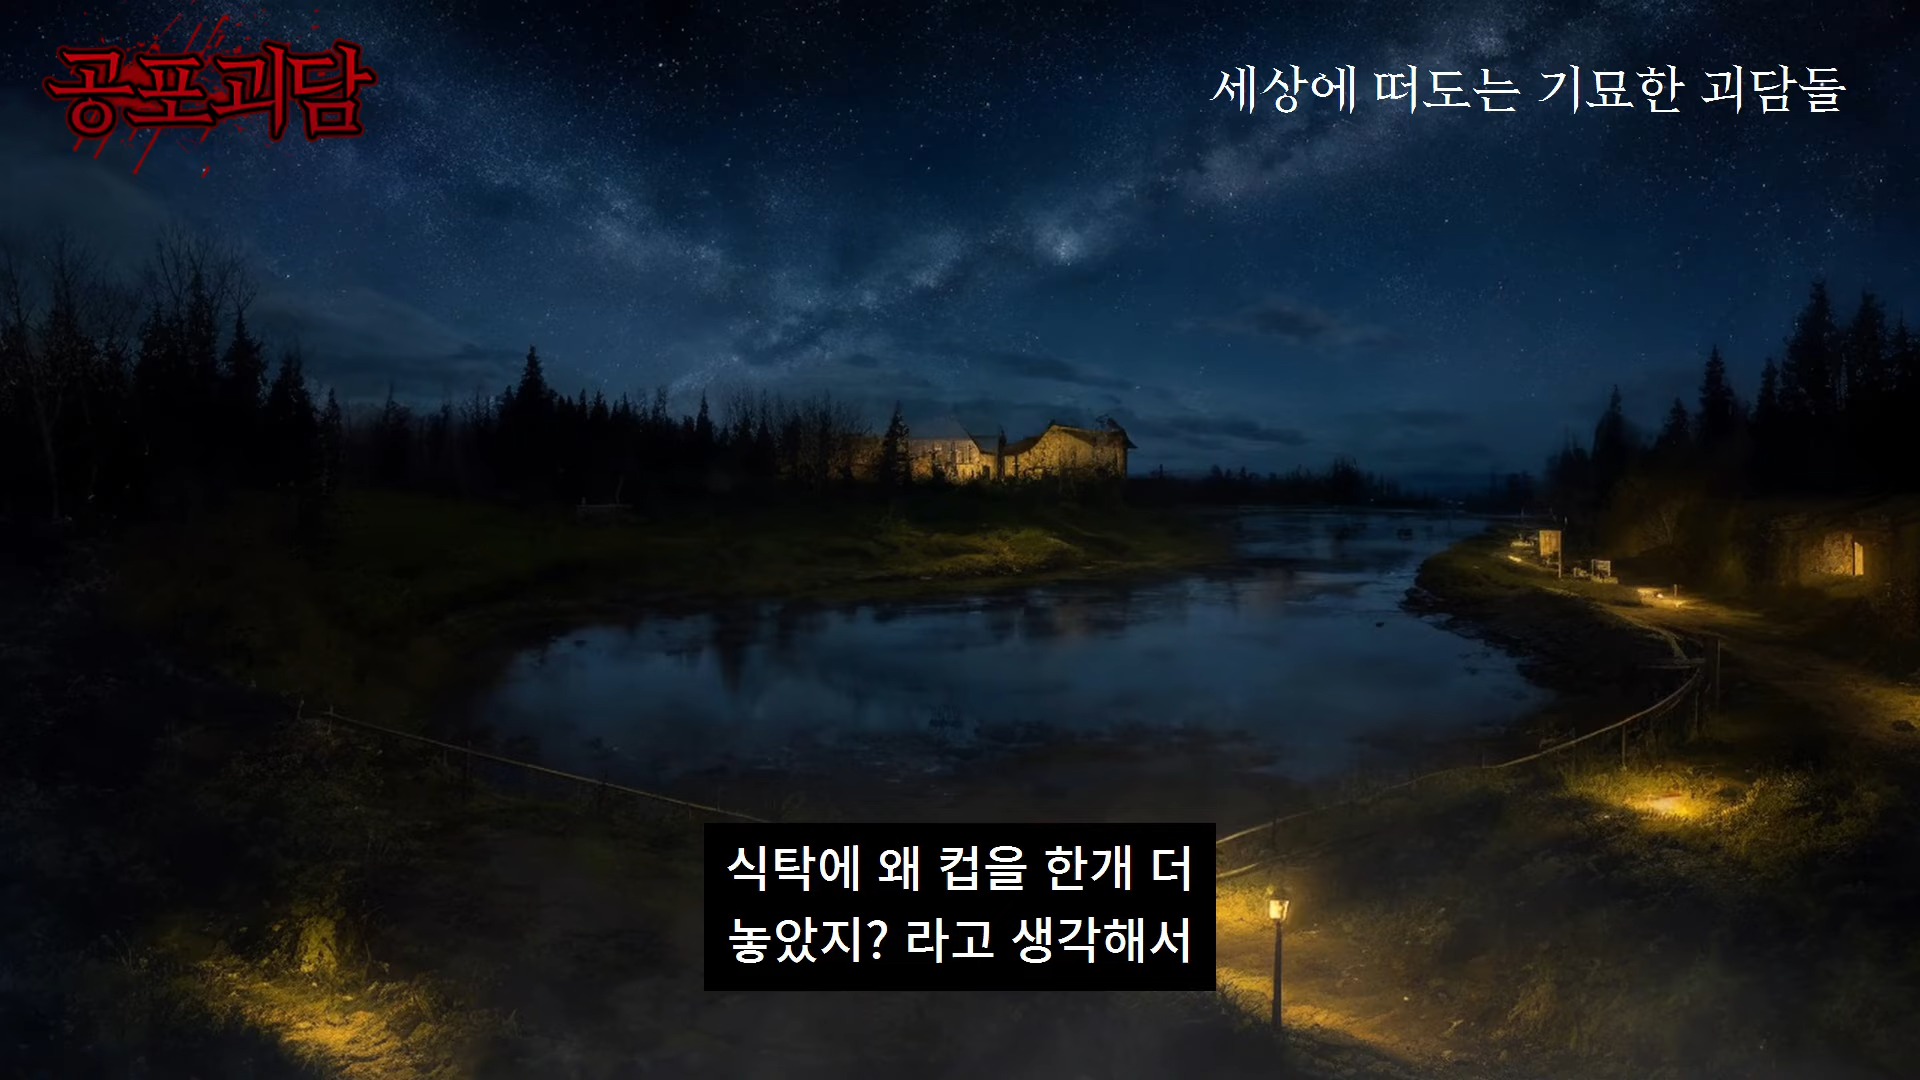 공포괴담
세상에 떠도는 기묘한 괴담들
식탁에 왜 컵을 한개 더
놓았지? 라고 생각해서